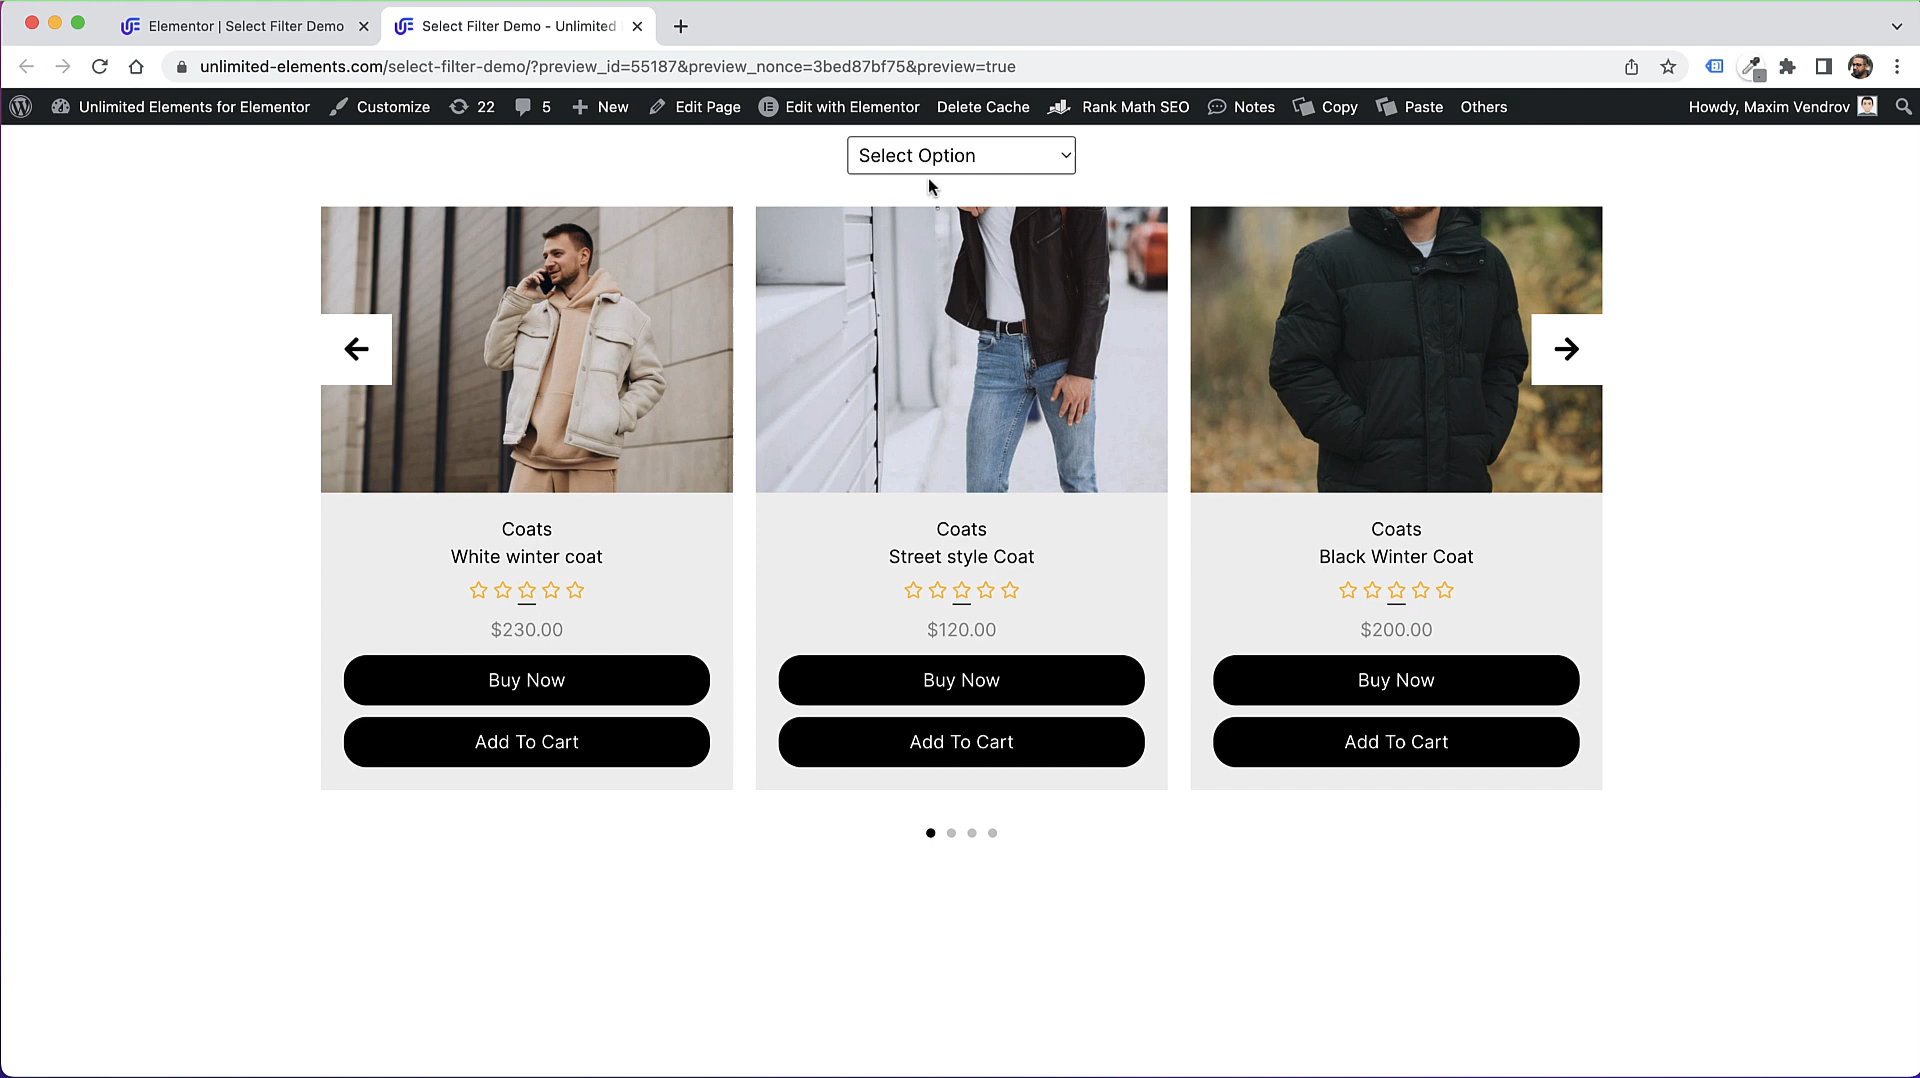 Elementor | Select Filter Demo
Select Filter Demo - Unlimited
unlimited-elements.com/select-filter-demo/?preview_id=55187&preview_nonce=3bed87bf75&preview=true
Unlimited Elements for Elementor Customize 22 5 New Edit Page Edit with Elementor Delete Cache Rank Math SEO Notes Copy Paste Others Howdy, Maxim Vendrov
Select Option
Coats
White winter coat
$230.00
Buy Now
Add To Cart
Coats
Street style Coat
$120.00
Buy Now
Add To Cart
Coats
Black Winter Coat
$200.00
Buy Now
Add To Cart